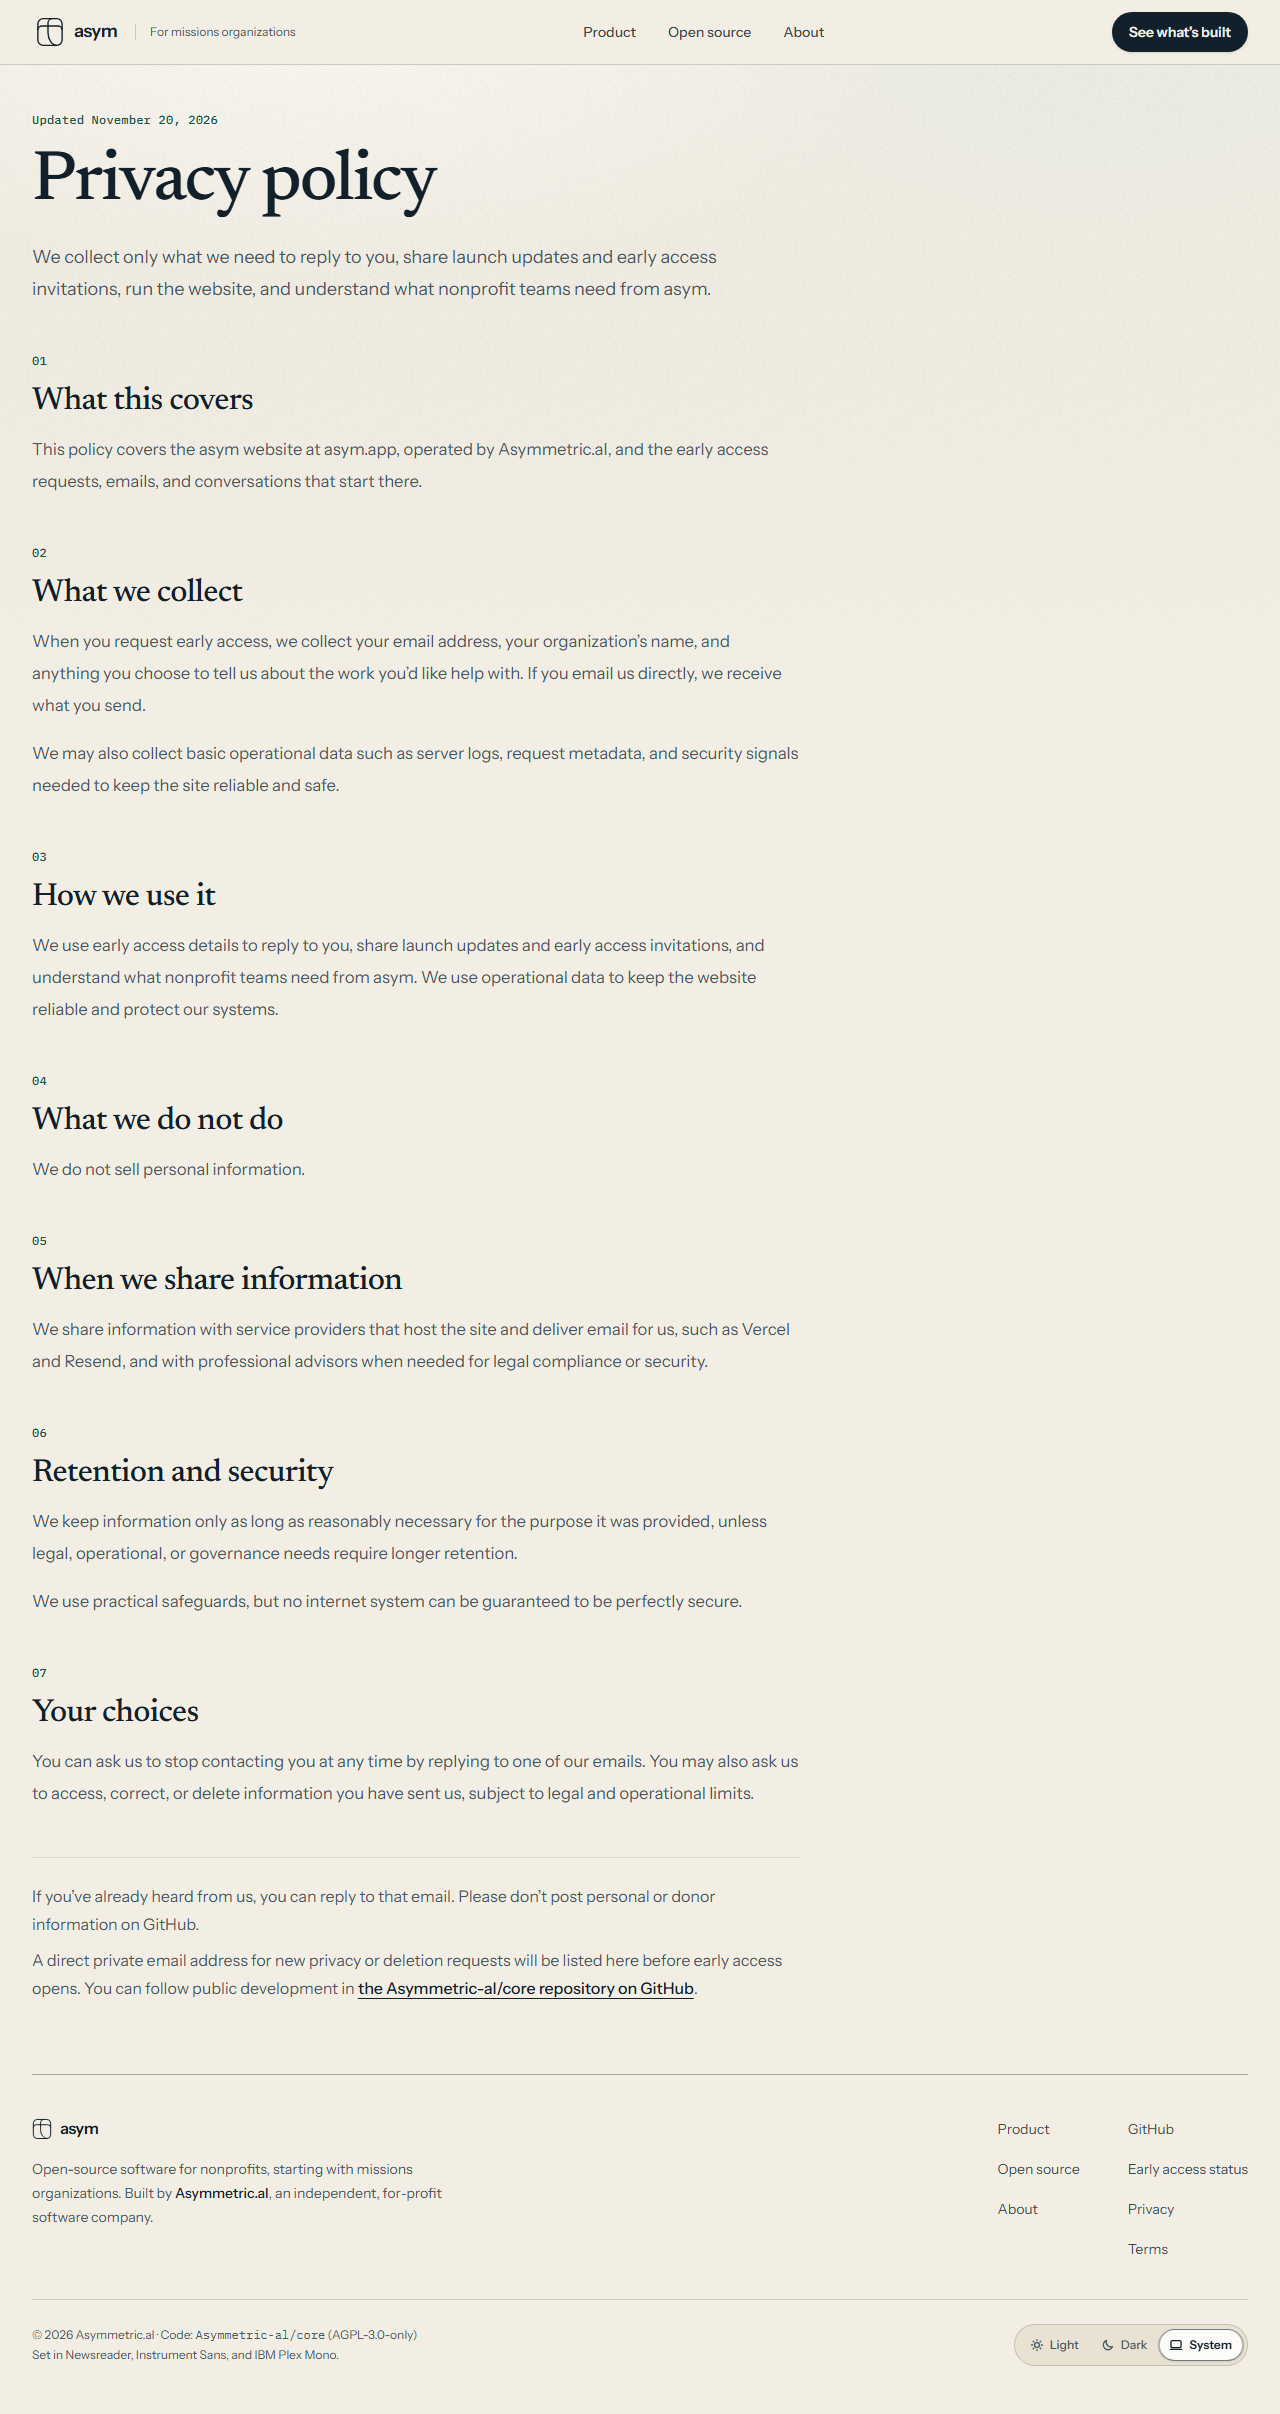 asym
For missions organizations
Product
Open source
About
See what's built
Updated November 20, 2026
Privacy policy
We collect only what we need to reply to you, share launch updates and early access
invitations, run the website, and understand what nonprofit teams need from asym.
01
What this covers
This policy covers the asym website at asym.app, operated by Asymmetric.al, and the early access
requests, emails, and conversations that start there.
02
What we collect
When you request early access, we collect your email address, your organization’s name, and
anything you choose to tell us about the work you’d like help with. If you email us directly, we receive
what you send.
We may also collect basic operational data such as server logs, request metadata, and security signals
needed to keep the site reliable and safe.
03
How we use it
We use early access details to reply to you, share launch updates and early access invitations, and
understand what nonprofit teams need from asym. We use operational data to keep the website
reliable and protect our systems.
04
What we do not do
We do not sell personal information.
05
When we share information
We share information with service providers that host the site and deliver email for us, such as Vercel
and Resend, and with professional advisors when needed for legal compliance or security.
06
Retention and security
We keep information only as long as reasonably necessary for the purpose it was provided, unless
legal, operational, or governance needs require longer retention.
We use practical safeguards, but no internet system can be guaranteed to be perfectly secure.
07
Your choices
You can ask us to stop contacting you at any time by replying to one of our emails. You may also ask us
to access, correct, or delete information you have sent us, subject to legal and operational limits.
If you’ve already heard from us, you can reply to that email. Please don’t post personal or donor
information on GitHub.
A direct private email address for new privacy or deletion requests will be listed here before early access
opens. You can follow public development in the Asymmetric-al/core repository on GitHub.
asym
Open-source software for nonprofits, starting with missions
organizations. Built by Asymmetric.al, an independent, for-profit
software company.
Product
Open source
About
GitHub
Early access status
Privacy
Terms
© 2026 Asymmetric.al · Code: Asymmetric-al/core (AGPL-3.0-only)
Set in Newsreader, Instrument Sans, and IBM Plex Mono.
Light
Dark
System